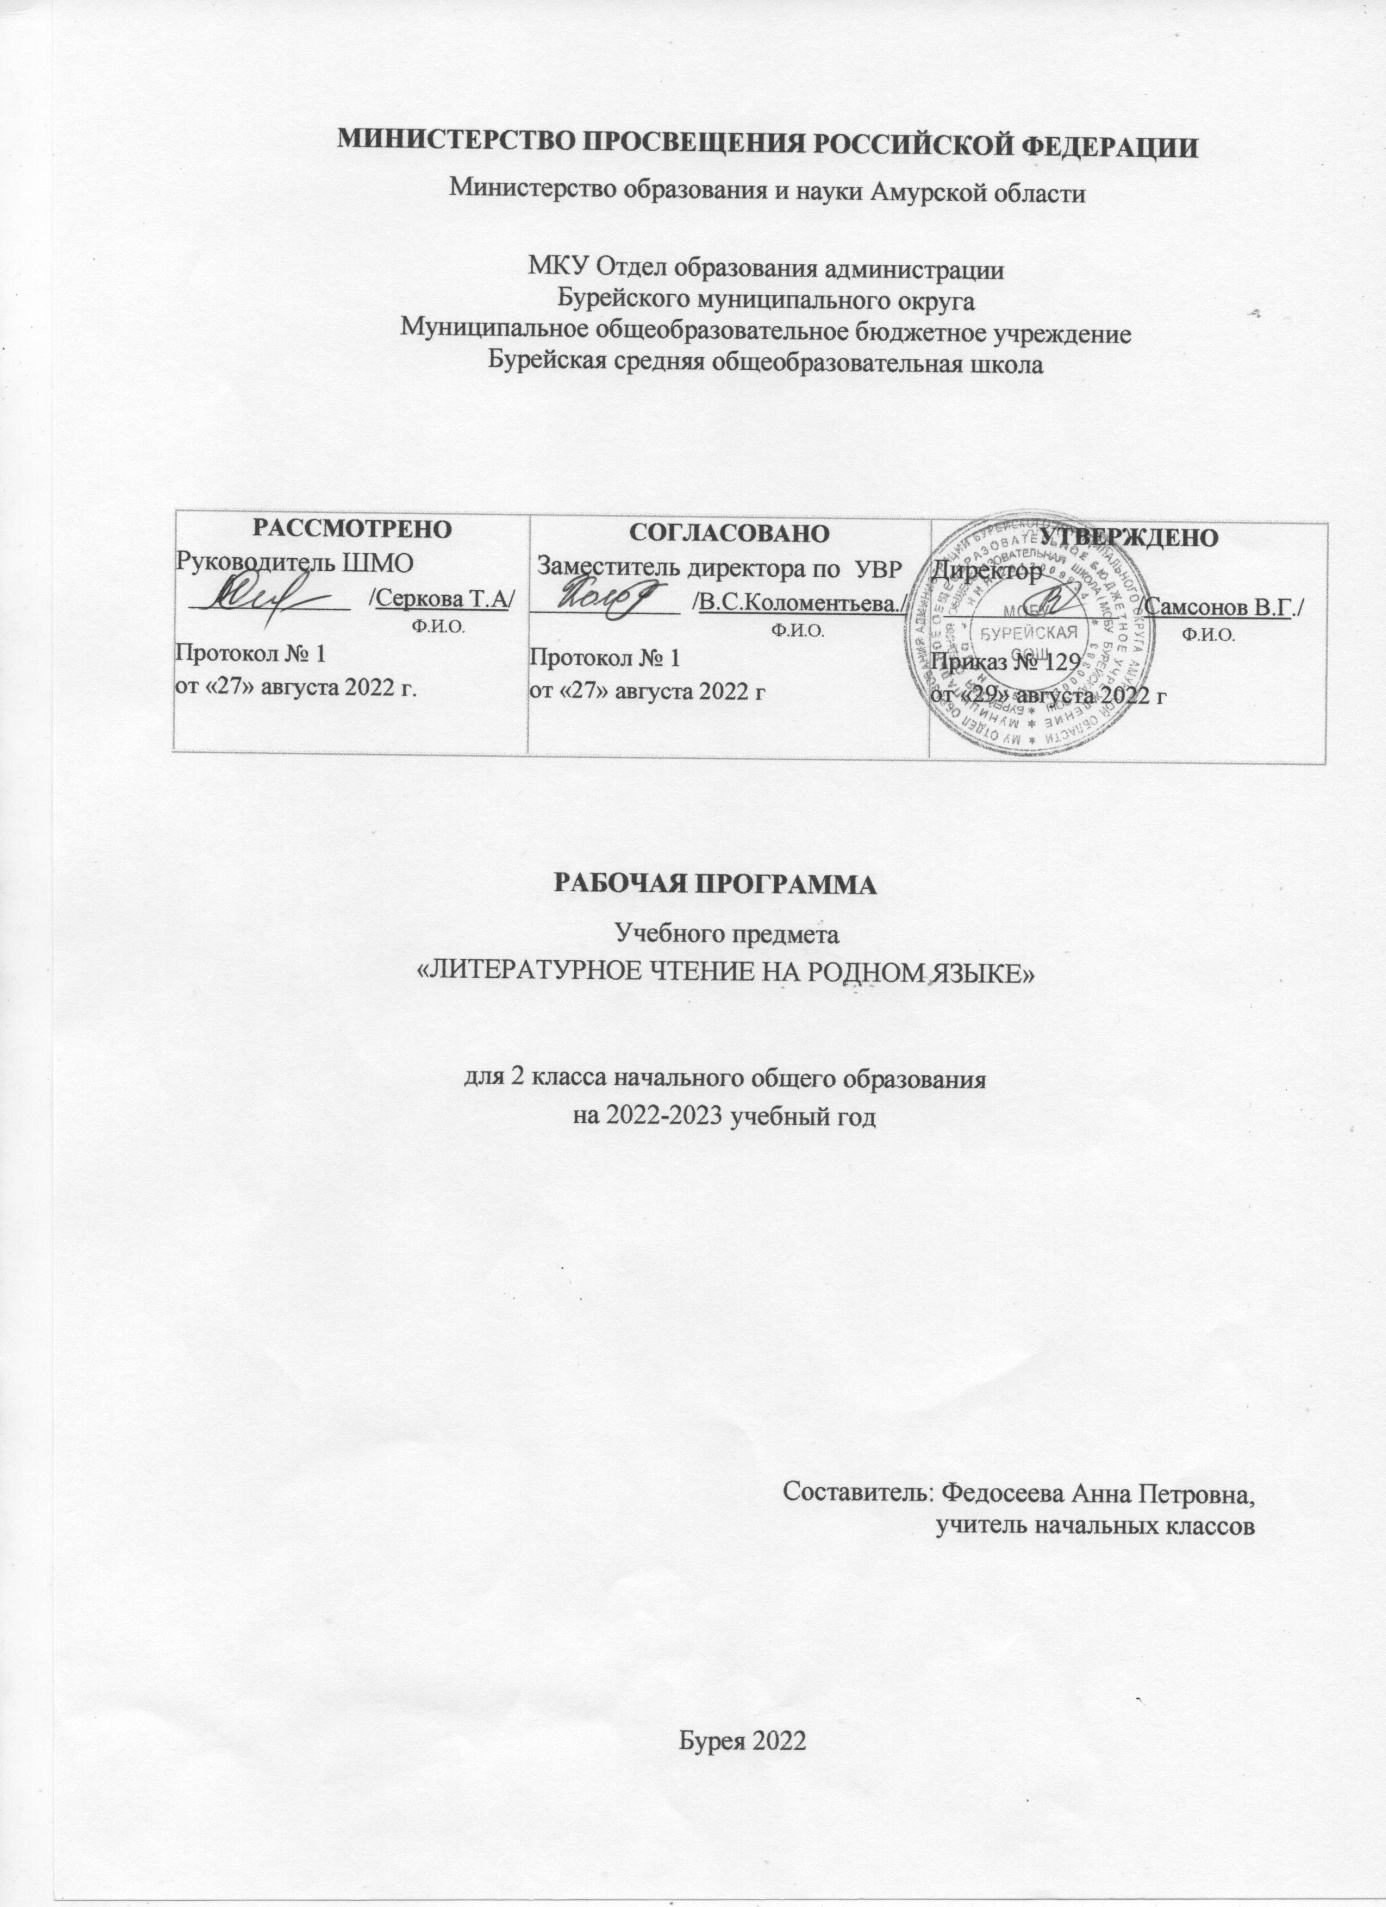 МИНИСТЕРСТВО ПРОСВЕЩЕНИЯ РОССИЙСКОЙ ФЕДЕРАЦИИ
Министерство образования и науки Амурской области
МКУ Отдел образования администрации
Бурейского муниципального округа
Муниципальное общеобразовательное бюджетное учреждение
Бурейская средняя общеобразовательная школа
РАССМОТРЕНО
Руководитель ШМО
/Серкова Т.А/
Ф.И.О.
Протокол № 1
от «27» августа 2022 г.
СОГЛАСОВАНО
Заместитель директора по УВР
/В.С.Коломентьева./
Ф.И.О.
Протокол № 1
от «27» августа 2022 г
УТВЕРЖДЕНО
Директор
/Самсонов В.Г./
Ф.И.О.
Приказ № 129
от «29» августа 2022 г
МОБУ
БУРЕЙСКАЯ
СОШ
РАБОЧАЯ ПРОГРАММА
Учебного предмета
«ЛИТЕРАТУРНОЕ ЧТЕНИЕ НА РОДНОМ ЯЗЫКЕ»
для 2 класса начального общего образования
на 2022-2023 учебный год
Составитель: Федосеева Анна Петровна,
учитель начальных классов
Бурея 2022